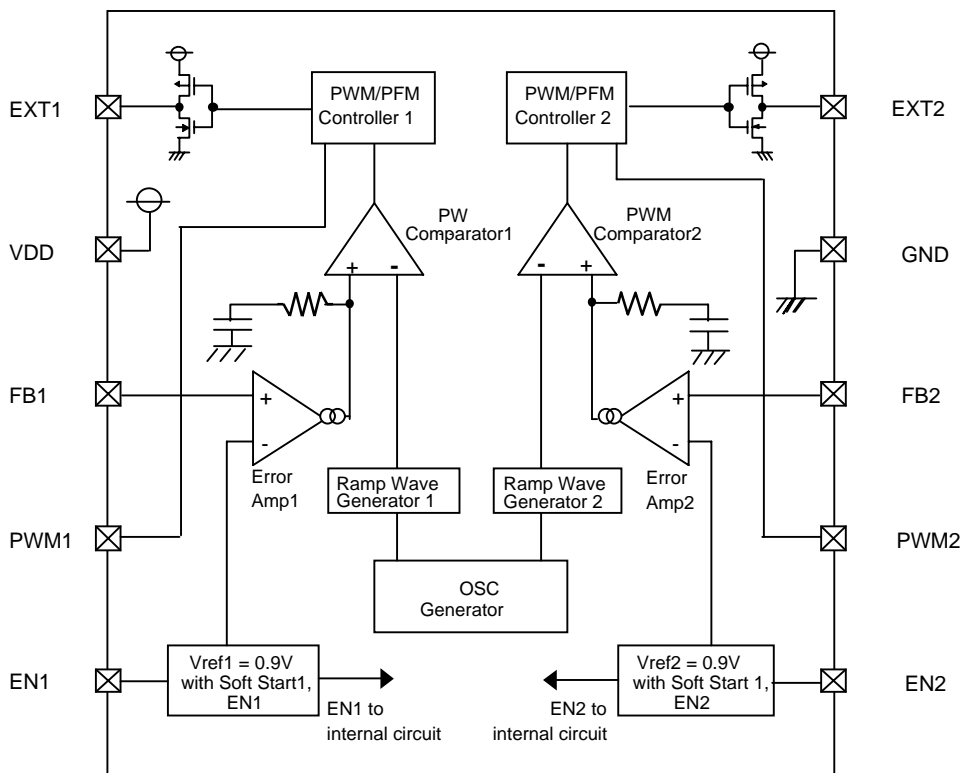 EXT1
PWM/PFM
Controller 1
PWM/PFM
Controller 2
EXT2
VDD
PW
Comparator1
PWM
Comparator2
GND
+ -
- +
FB1
+
-
Error
Amp1
+
-
Error
Amp2
FB2
Ramp Wave
Generator 1
Ramp Wave
Generator 2
PWM1
PWM2
OSC
Generator
EN1
Vref1 = 0.9V
with Soft Start1,
EN1
EN1 to
internal circuit
EN2 to
internal circuit
Vref2 = 0.9V
with Soft Start 1,
EN2
EN2